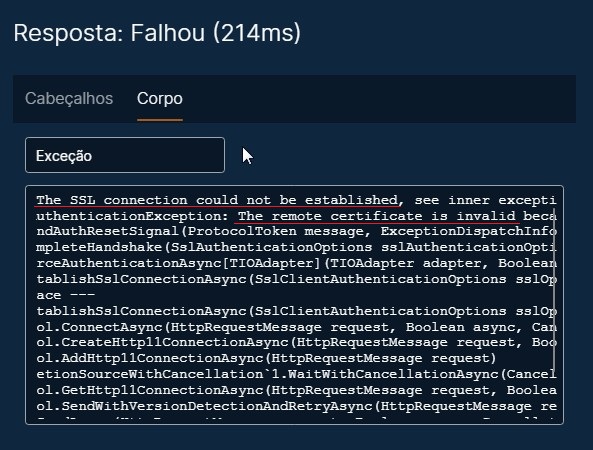 Resposta: Falhou (214ms)
Cabeçalhos Corpo
Exceção
The SSL connection could not be established, see inner excepti
uthenticationException: The remote certificate is invalid beca
ndAuthResetSignal(ProtocolToken message, ExceptionDispatchInfo
mpleteHandshake(SslAuthenticationOptions sslAuthenticationOpti
rceAuthenticationAsync[TIOAdapter](TIOAdapter adapter, Boolean
tablishSslConnectionAsync(SslClientAuthenticationOptions sslOp
ace ---
tablishSslConnectionAsync(SslClientAuthenticationOptions sslOp
ol.ConnectAsync(HttpRequestMessage request, Boolean async, Can
ol.CreateHttp11ConnectionAsync(HttpRequestMessage request, Boo
ol.AddHttp11ConnectionAsync(HttpRequestMessage request)
etionSourceWithCancellation`1.WaitWithCancellationAsync(Cancel
ol.GetHttp11ConnectionAsync(HttpRequestMessage request, Boolea
ol.SendWithVersionDetectionAndRetryAsync(HttpRequestMessage re